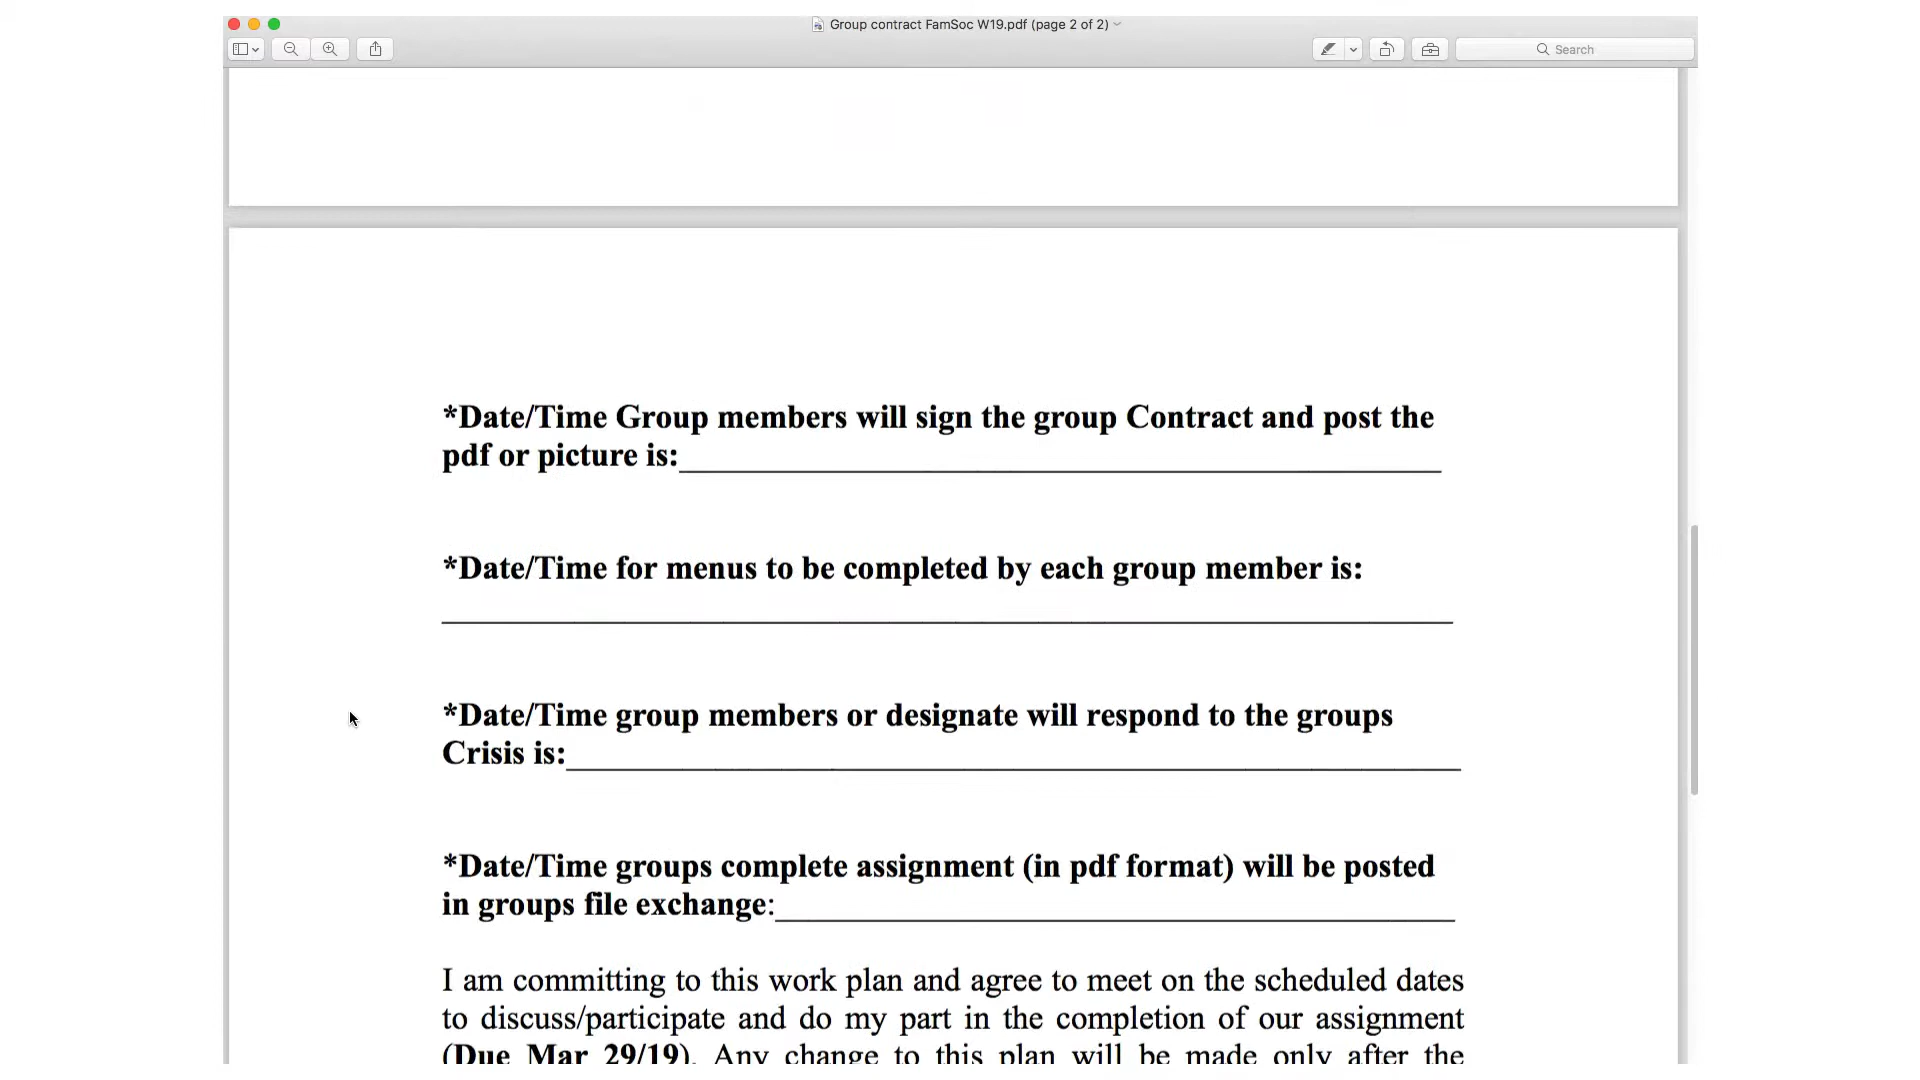 Group contract FamSoc W19.pdf (page 2 of 2)
Search
*Date/Time Group members will sign the group Contract and post the
pdf or picture is:
*Date/Time for menus to be completed by each group member is:
*Date/Time group members or designate will respond to the groups
Crisis is:
*Date/Time groups complete assignment (in pdf format) will be posted
in groups file exchange:
I am committing to this work plan and agree to meet on the scheduled dates
to discuss/participate and do my part in the completion of our assignment
(Due Mar 29/19). Any change to this plan will be made only after the